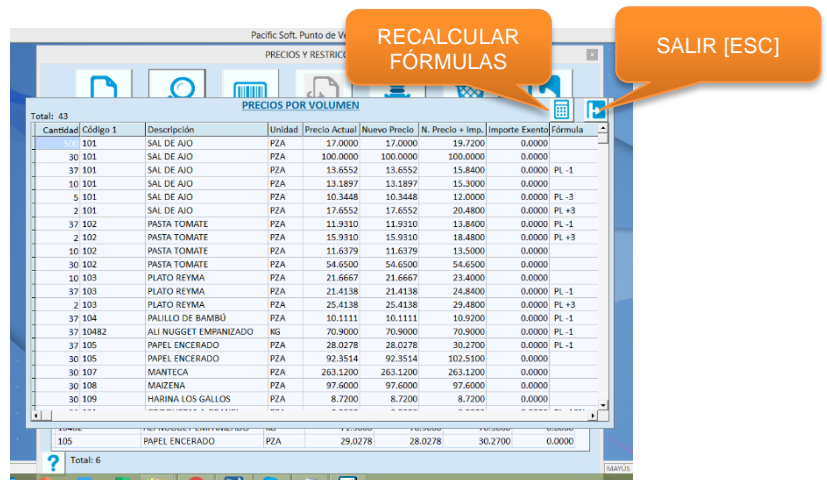 Pacific Soft. Punto de Ve
PRECIOS Y RESTRICC
RECALCULAR
FÓRMULAS
SALIR [ESC]
PRECIOS POR VOLUMEN
Total: 43
Cantidad Código 1 Descripción Unidad Precio Actual Nuevo Precio N. Precio + Imp. Importe Exento Fórmula
500 101 SAL DE AJO PZA 17.0000 17.0000 19.7200 0.0000
30 101 SAL DE AJO PZA 100.0000 100.0000 100.0000 0.0000
37 101 SAL DE AJO PZA 13.6552 13.6552 15.8400 0.0000 PL -1
10 101 SAL DE AJO PZA 13.1897 13.1897 15.3000 0.0000
5 101 SAL DE AJO PZA 10.3448 10.3448 12.0000 0.0000 PL -3
2 101 SAL DE AJO PZA 17.6552 17.6552 20.4800 0.0000 PL +3
37 102 PASTA TOMATE PZA 11.9310 11.9310 13.8400 0.0000 PL -1
2 102 PASTA TOMATE PZA 15.9310 15.9310 18.4800 0.0000 PL +3
10 102 PASTA TOMATE PZA 11.6379 11.6379 13.5000 0.0000
30 102 PASTA TOMATE PZA 54.6500 54.6500 54.6500 0.0000
10 103 PLATO REYMA PZA 21.6667 21.6667 23.4000 0.0000
37 103 PLATO REYMA PZA 21.4138 21.4138 24.8400 0.0000 PL -1
2 103 PLATO REYMA PZA 25.4138 25.4138 29.4800 0.0000 PL +3
37 104 PALILLO DE BAMBÚ PZA 10.1111 10.1111 10.9200 0.0000 PL -1
37 10482 ALI NUGGET EMPANIZADO KG 70.9000 70.9000 70.9000 0.0000 PL -1
37 105 PAPEL ENCERADO PZA 28.0278 28.0278 30.2700 0.0000 PL -1
30 105 PAPEL ENCERADO PZA 92.3514 92.3514 102.5100 0.0000
30 107 MANTECA PZA 263.1200 263.1200 263.1200 0.0000
30 108 MAIZENA PZA 97.6000 97.6000 97.6000 0.0000
30 109 HARINA LOS GALLOS PZA 8.7200 8.7200 8.7200 0.0000
105 PAPEL ENCERADO PZA 29.0278 28.0278 30.2700 0.0000
? Total: 6
MAYÚS